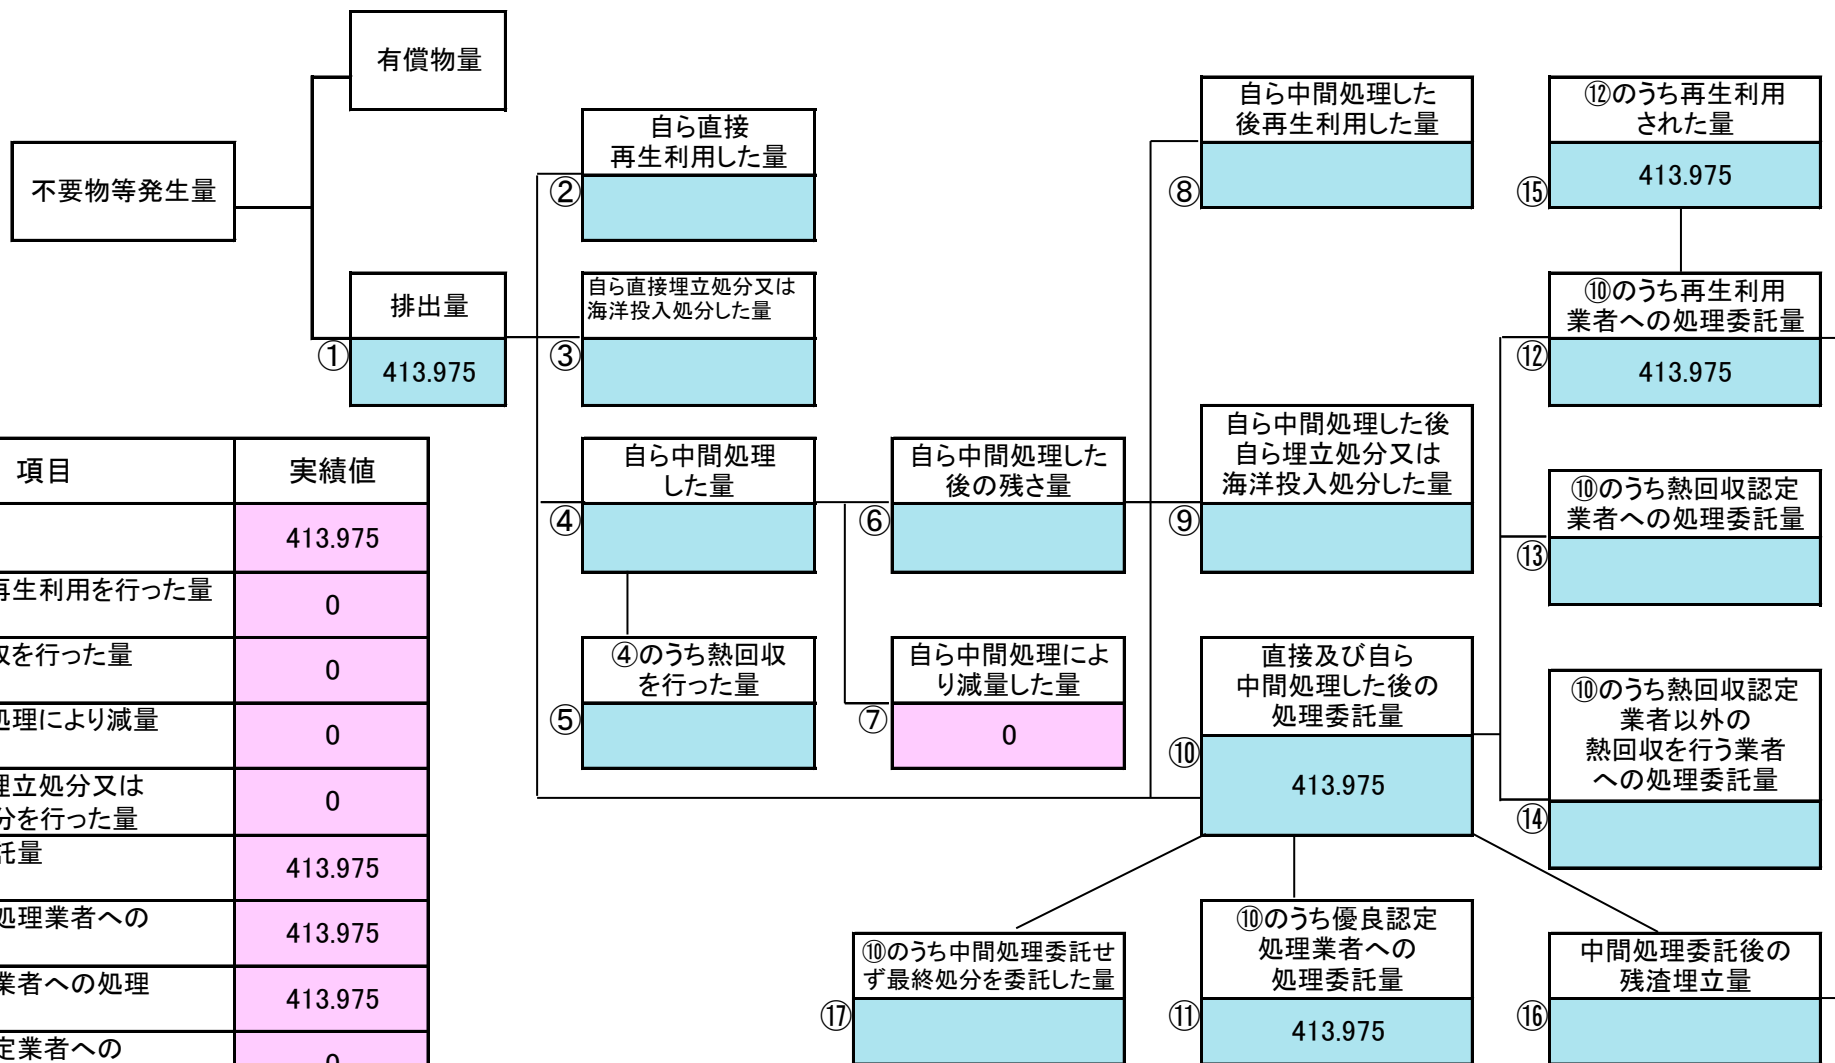 有償物量
不要物等発生量
排出量
①
413.975
自ら直接
再生利用した量
②
自ら直接埋立処分又は
海洋投入処分した量
③
自ら中間処理
した量
④
④のうち熱回収
を行った量
⑤
自ら中間処理した
後の残さ量
⑥
自ら中間処理によ
り減量した量
⑦
0
自ら中間処理した
後再生利用した量
⑧
自ら中間処理した後
自ら埋立処分又は
海洋投入処分した量
⑨
直接及び自ら
中間処理した後の
処理委託量
⑩
413.975
⑫のうち再生利用
された量
⑮
413.975
⑩のうち再生利用
業者への処理委託量
⑫
413.975
⑩のうち熱回収認定
業者への処理委託量
⑬
⑩のうち熱回収認定
業者以外の
熱回収を行う業者
への処理委託量
⑭
⑩のうち中間処理委託せ
ず最終処分を委託した量
⑰
⑩のうち優良認定
処理業者への
処理委託量
⑪
413.975
中間処理委託後の
残渣埋立量
⑯
項目 実績値
413.975
再生利用を行った量
0
を行った量
0
処理により減量
0
埋立処分又は
分を行った量
0
託量
413.975
処理業者への
413.975
業者への処理
413.975
定業者への
0